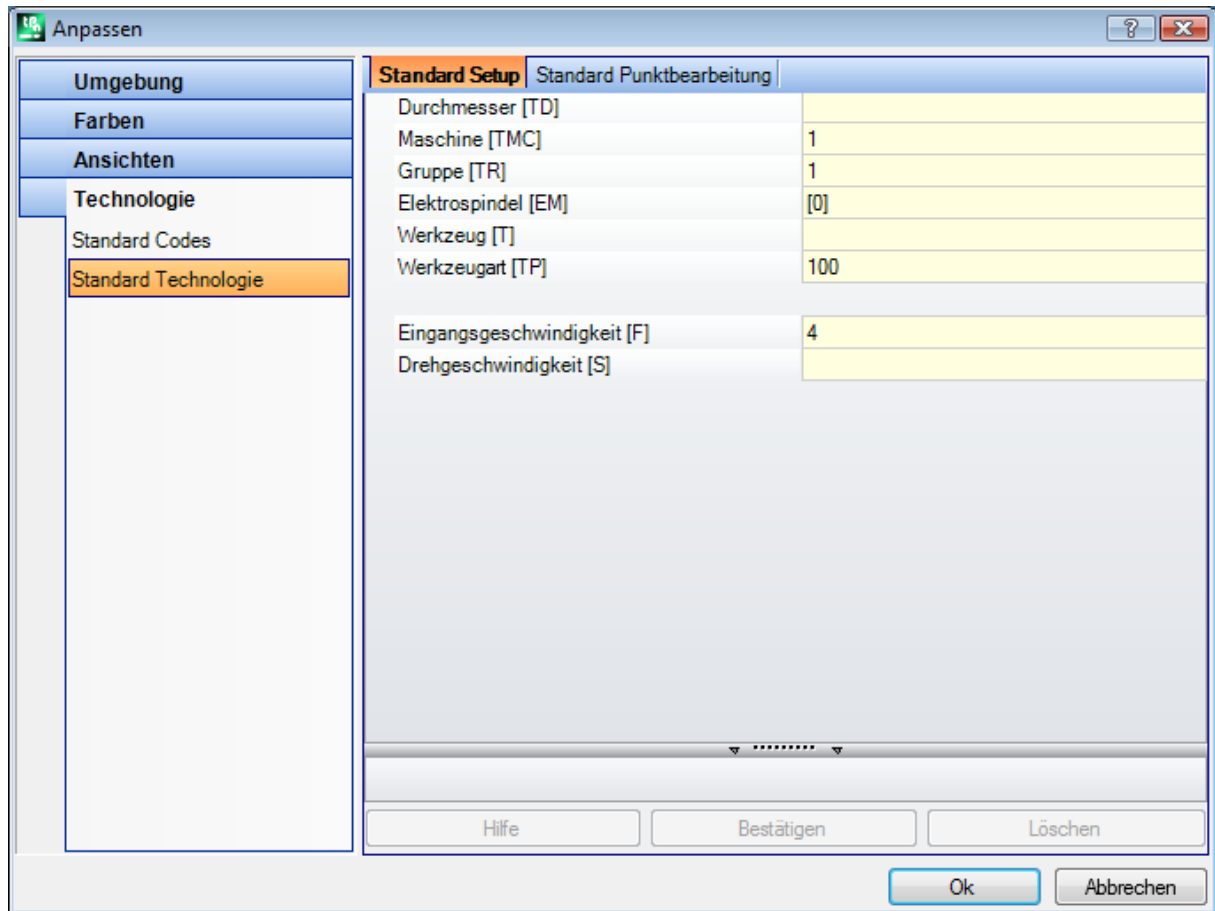 Anpassen
Umgebung
Farben
Ansichten
Technologie
Standard Codes
Standard Technologie
Standard Setup Standard Punktbearbeitung
Durchmesser [TD]
Maschine [TMC] 1
Gruppe [TR] 1
Elektrospindel [EM] [0]
Werkzeug [T]
Werkzeugart [TP] 100
Eingangsgeschwindigkeit [F] 4
Drehgeschwindigkeit [S]
Hilfe Bestätigen Löschen
Ok Abbrechen